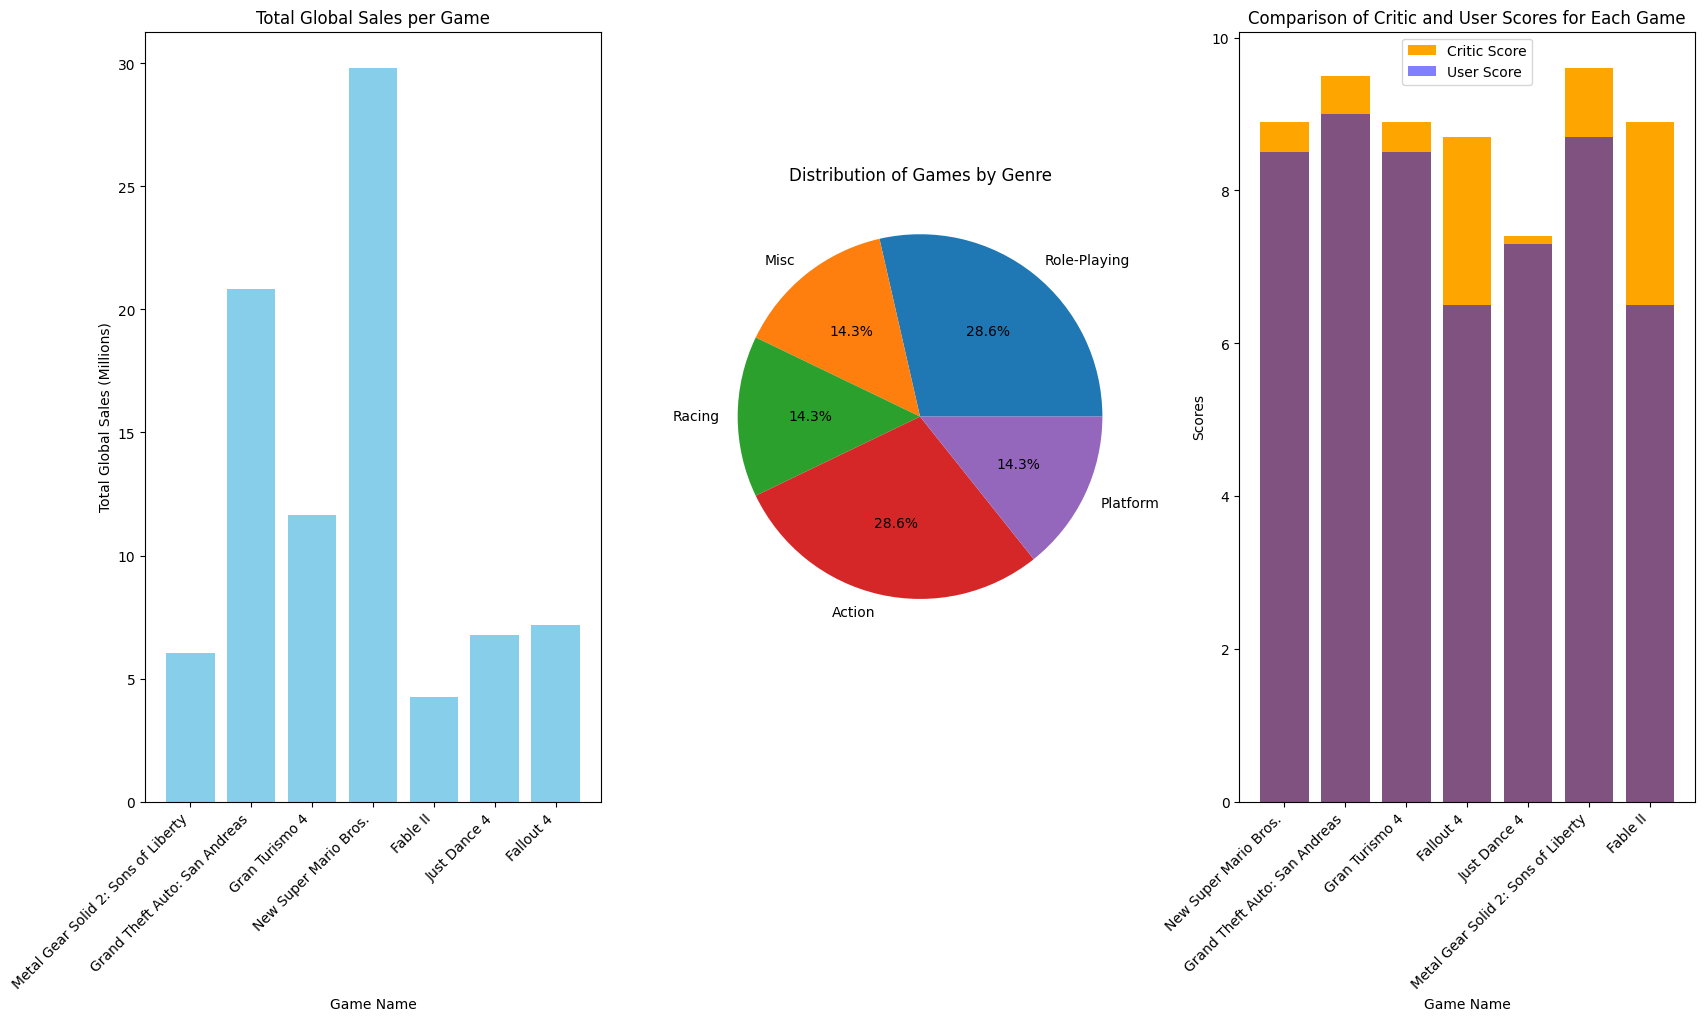 Total Global Sales per Game
Total Global Sales (Millions)
30
25
20
15
10
5
0
Metal Gear Solid 2: Sons of Liberty
Grand Theft Auto: San Andreas
Gran Turismo 4
New Super Mario Bros.
Fable II
Just Dance 4
Fallout 4
Game Name
Distribution of Games by Genre
Role-Playing
28.6%
Misc
14.3%
Racing
14.3%
Action
28.6%
Platform
14.3%
Comparison of Critic and User Scores for Each Game
Critic Score
User Score
Scores
10
8
6
4
2
0
New Super Mario Bros.
Grand Theft Auto: San Andreas
Gran Turismo 4
Fallout 4
Just Dance 4
Metal Gear Solid 2: Sons of Liberty
Fable II
Game Name